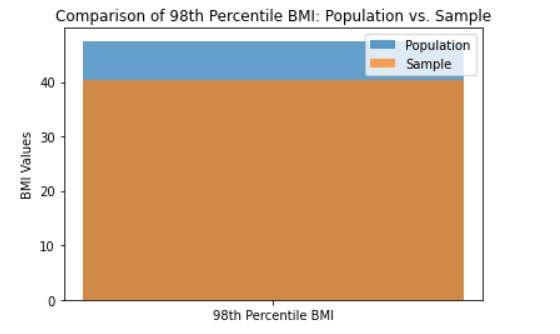 Comparison of 98th Percentile BMI: Population vs. Sample
Population
Sample
BMI Values
40
30
20
10
0
98th Percentile BMI